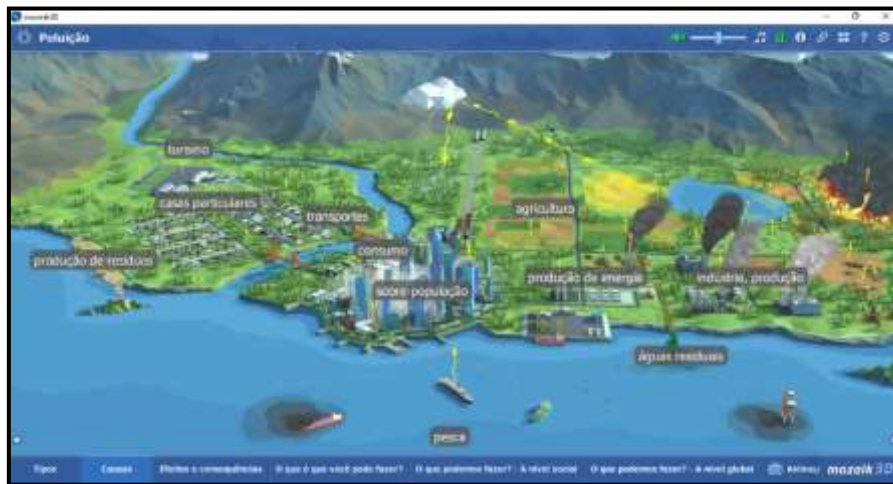 mozaik3D
Poluição
turismo
casas particulares
transportes
agricultura
consumo
produção de resíduos
produção de energia
indústria, produção
sobre população
águas residuais
pesca
Tipos Causas Efeitos e consequências O que é que você pode fazer? O que podemos fazer? - A nível social O que podemos fazer? - A nível global mozaik3D